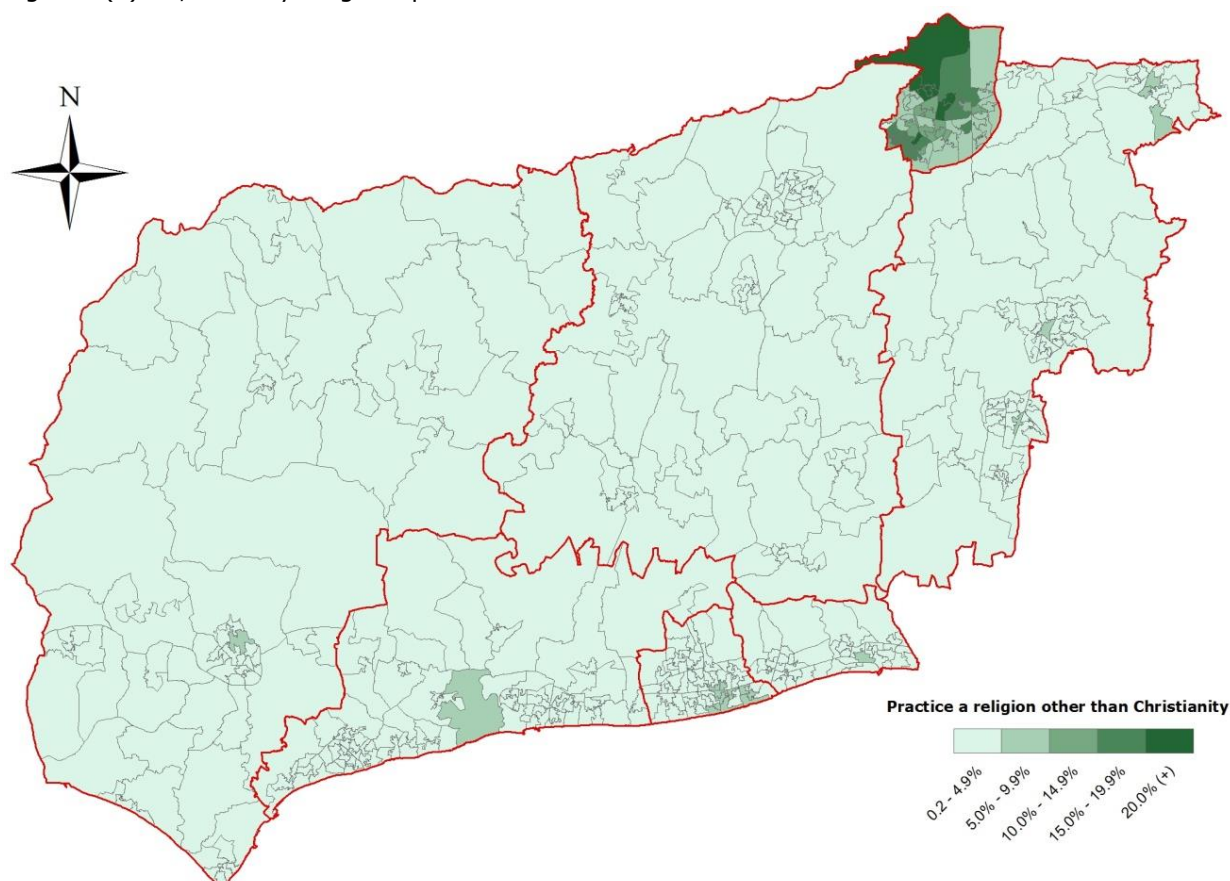 N
Practice a religion other than Christianity
0.2 - 4.9%
5.0% - 9.9%
10.0% - 14.9%
15.0% - 19.9%
20.0% (+)